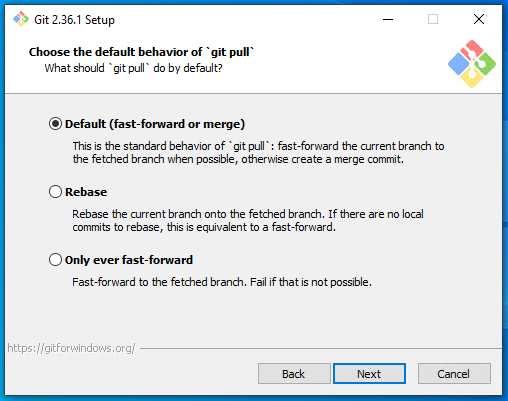 Git 2.36.1 Setup
Choose the default behavior of `git pull`
What should `git pull` do by default?
Default (fast-forward or merge)
This is the standard behavior of `git pull`: fast-forward the current branch to
the fetched branch when possible, otherwise create a merge commit.
Rebase
Rebase the current branch onto the fetched branch. If there are no local
commits to rebase, this is equivalent to a fast-forward.
Only ever fast-forward
Fast-forward to the fetched branch. Fail if that is not possible.
https://gitforwindows.org/
Back
Next
Cancel